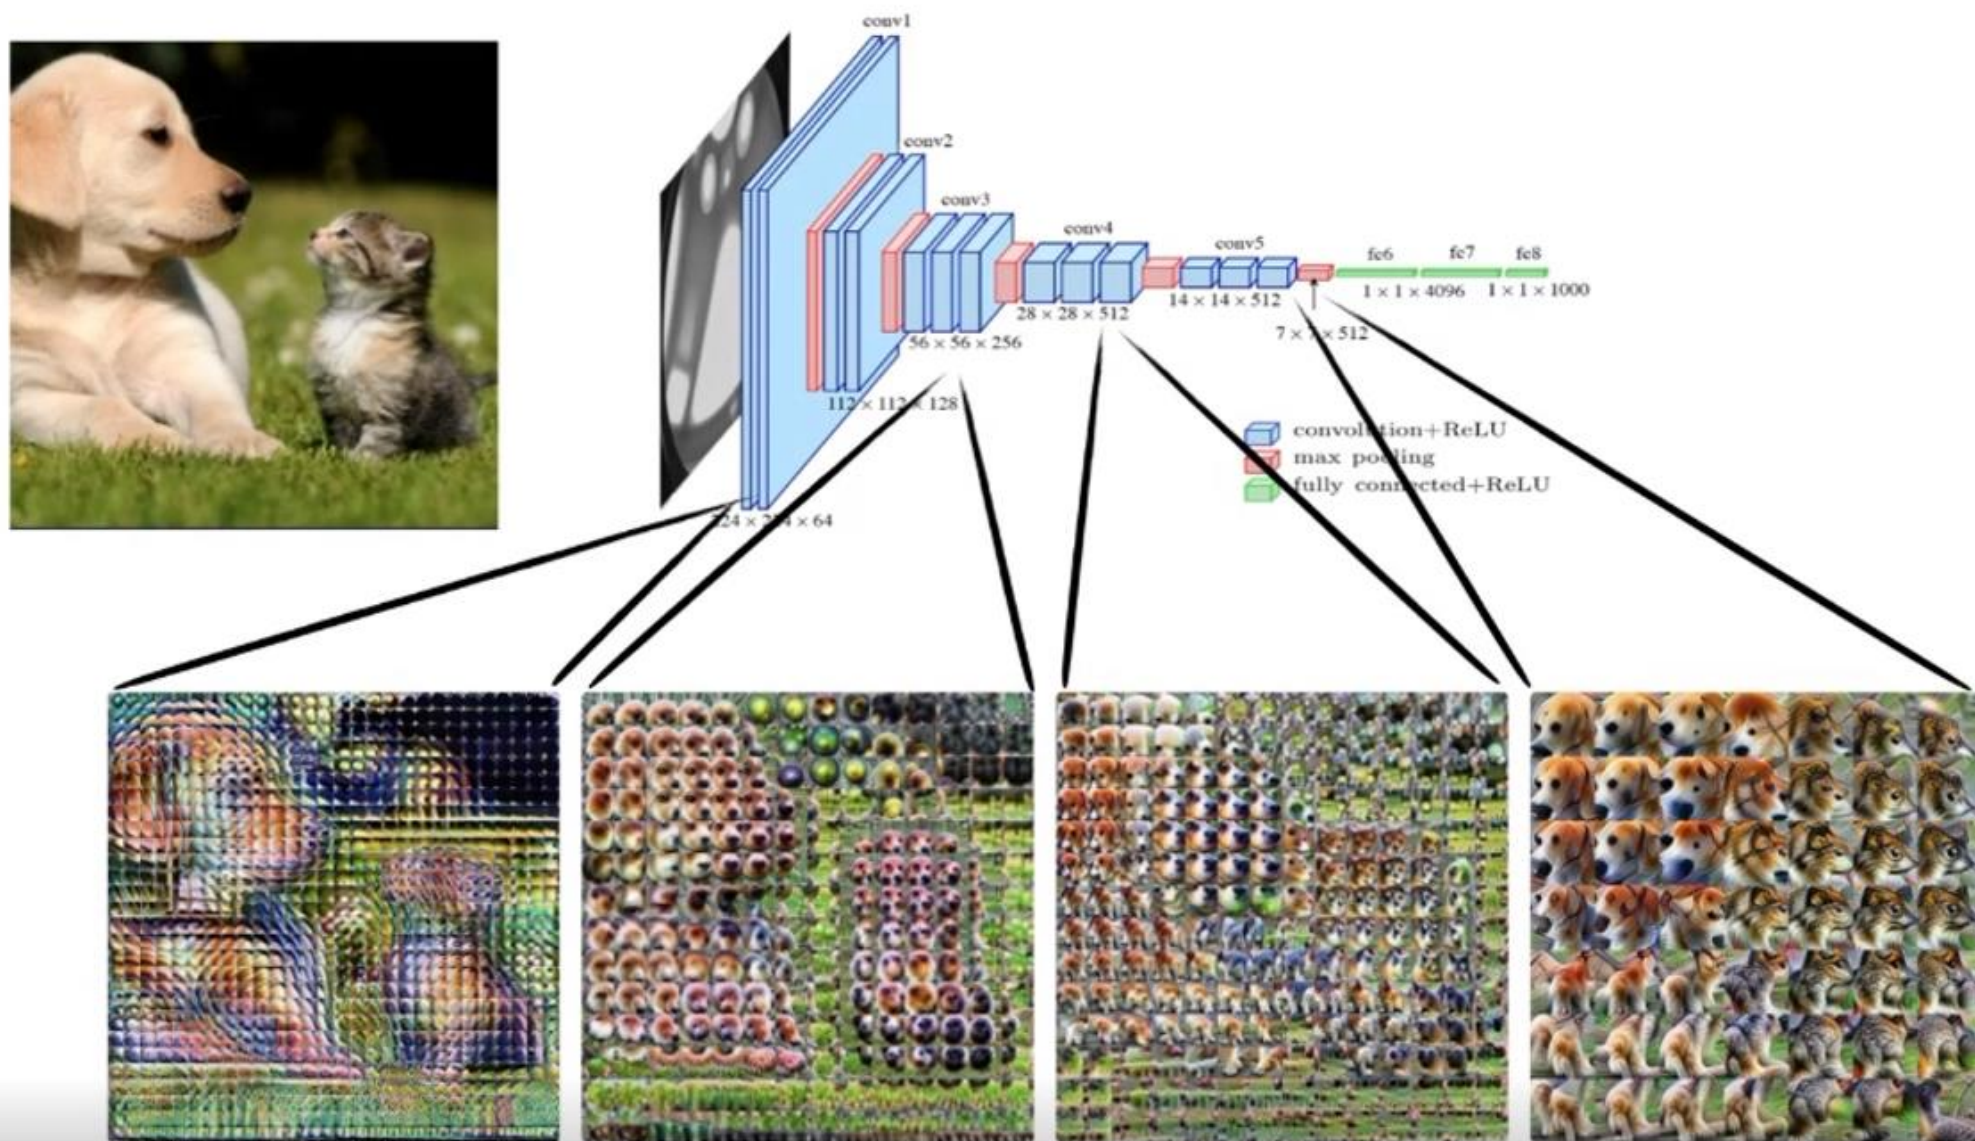 conv1
conv2
conv3
conv4
conv5
fc6
fc7
fc8
1 × 1 × 4096
1 × 1 × 1000
14 × 14 × 512
28 × 28 × 512
7 × 7 × 512
56 × 56 × 256
112 × 112 × 128
convolution+ReLU
max pooling
fully connected+ReLU
224 × 224 × 64